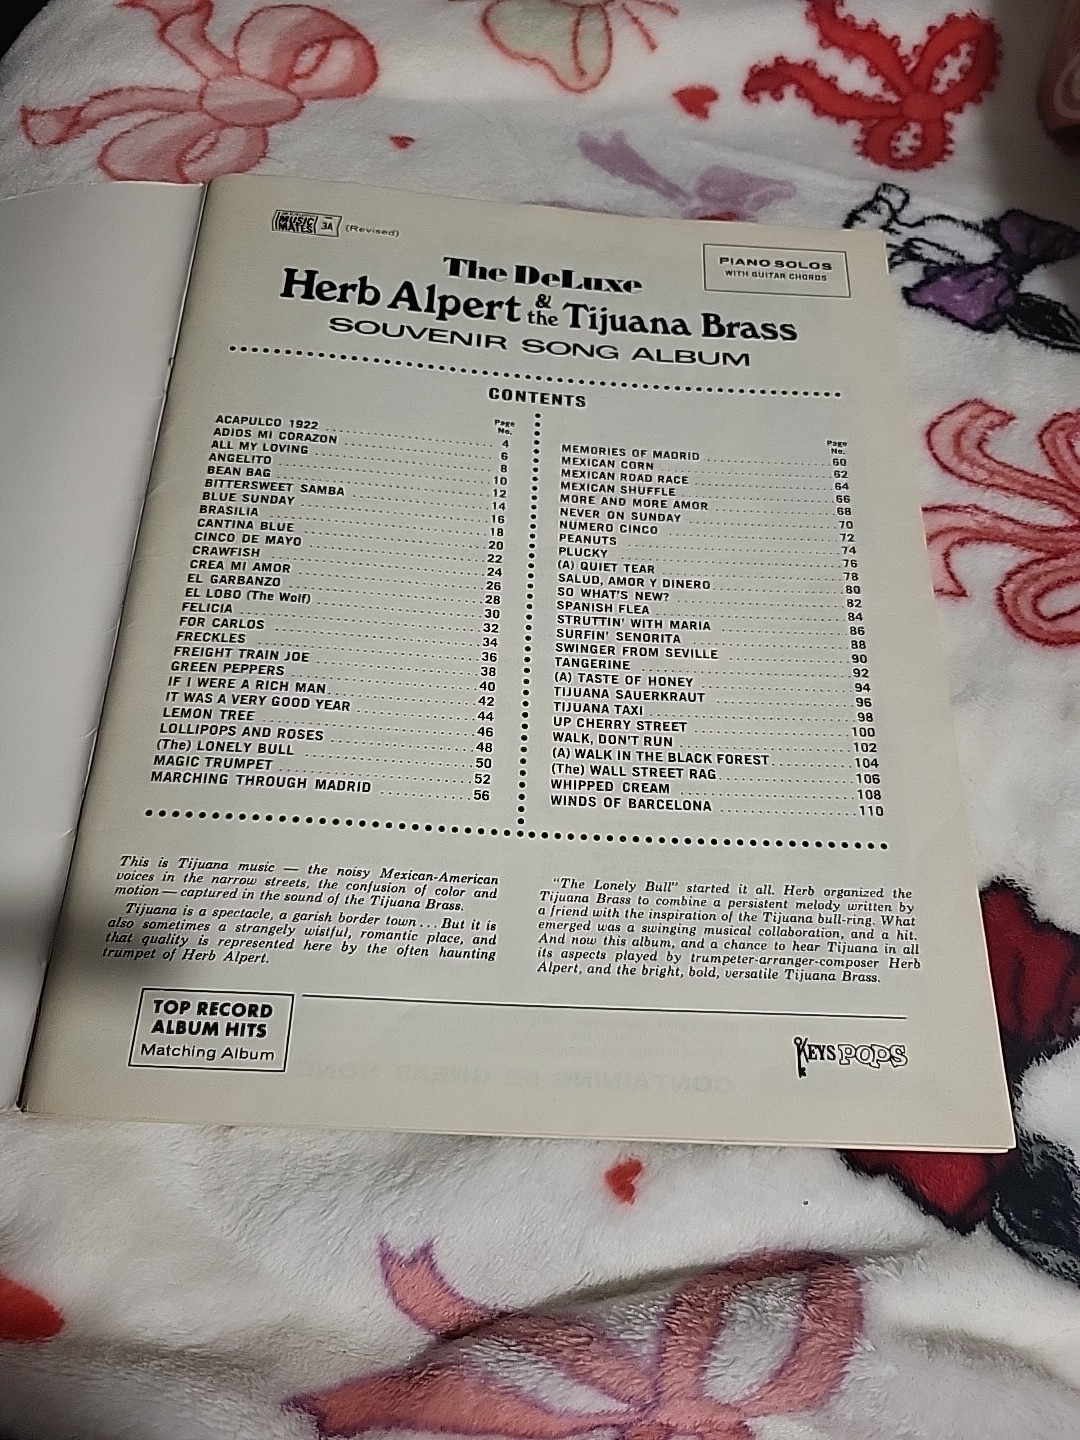 MUSIC MATES 3A (Revised)
PIANO SOLOS
WITH GUITAR CHORDS
The DeLuxe
Herb Alpert & the Tijuana Brass
SOUVENIR SONG ALBUM
CONTENTS
Page No.
ACAPULCO 1922 4
ADIOS MI CORAZON 6
ALL MY LOVING 8
ANGELITO 10
BEAN BAG 12
BITTERSWEET SAMBA 14
BLUE SUNDAY 16
BRASILIA 18
CANTINA BLUE 20
CINCO DE MAYO 22
CRAWFISH 24
CREA MI AMOR 26
EL GARBANZO 28
EL LOBO (The Wolf) 30
FELICIA 32
FOR CARLOS 34
FRECKLES 36
FREIGHT TRAIN JOE 38
GREEN PEPPERS 40
IF I WERE A RICH MAN 42
IT WAS A VERY GOOD YEAR 44
LEMON TREE 46
LOLLIPOPS AND ROSES 48
(The) LONELY BULL 50
MAGIC TRUMPET 52
MARCHING THROUGH MADRID 56
Page No.
MEMORIES OF MADRID 60
MEXICAN CORN 62
MEXICAN ROAD RACE 64
MEXICAN SHUFFLE 66
MORE AND MORE AMOR 68
NEVER ON SUNDAY 70
NUMERO CINCO 72
PEANUTS 74
PLUCKY 76
(A) QUIET TEAR 78
SALUD, AMOR Y DINERO 80
SO WHAT'S NEW? 82
SPANISH FLEA 84
STRUTTIN' WITH MARIA 86
SURFIN' SENORITA 88
SWINGER FROM SEVILLE 90
TANGERINE 92
(A) TASTE OF HONEY 94
TIJUANA SAUERKRAUT 96
TIJUANA TAXI 98
UP CHERRY STREET 100
WALK, DON'T RUN 102
(A) WALK IN THE BLACK FOREST 104
(The) WALL STREET RAG 106
WHIPPED CREAM 108
WINDS OF BARCELONA 110
This is Tijuana music — the noisy Mexican-American
voices in the narrow streets, the confusion of color and
motion — captured in the sound of the Tijuana Brass.
Tijuana is a spectacle, a garish border town... But it is
also sometimes a strangely wistful, romantic place, and
that quality is represented here by the often haunting
trumpet of Herb Alpert.
"The Lonely Bull" started it all. Herb organized the
Tijuana Brass to combine a persistent melody written by
a friend with the inspiration of the Tijuana bull-ring. What
emerged was a swinging musical collaboration, and a hit.
And now this album, and a chance to hear Tijuana in all
its aspects played by trumpeter-arranger-composer Herb
Alpert, and the bright, bold, versatile Tijuana Brass.
TOP RECORD
ALBUM HITS
Matching Album
KEYS POPS